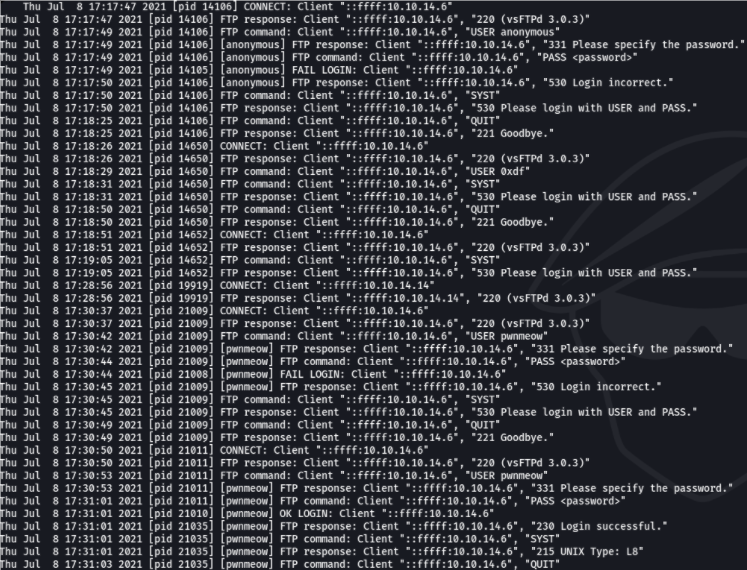 Thu Jul  8 17:17:47 2021 [pid 14106] CONNECT: Client "::ffff:10.10.14.6"
Thu Jul  8 17:17:47 2021 [pid 14106] FTP response: Client "::ffff:10.10.14.6", "220 (vsFTPd 3.0.3)"
Thu Jul  8 17:17:49 2021 [pid 14106] FTP command: Client "::ffff:10.10.14.6", "USER anonymous"
Thu Jul  8 17:17:49 2021 [pid 14106] [anonymous] FTP response: Client "::ffff:10.10.14.6", "331 Please specify the password."
Thu Jul  8 17:17:49 2021 [pid 14106] [anonymous] FTP command: Client "::ffff:10.10.14.6", "PASS <password>"
Thu Jul  8 17:17:49 2021 [pid 14105] [anonymous] FAIL LOGIN: Client "::ffff:10.10.14.6"
Thu Jul  8 17:17:50 2021 [pid 14106] [anonymous] FTP response: Client "::ffff:10.10.14.6", "530 Login incorrect."
Thu Jul  8 17:17:50 2021 [pid 14106] FTP command: Client "::ffff:10.10.14.6", "SYST"
Thu Jul  8 17:17:50 2021 [pid 14106] FTP response: Client "::ffff:10.10.14.6", "530 Please login with USER and PASS."
Thu Jul  8 17:18:25 2021 [pid 14106] FTP command: Client "::ffff:10.10.14.6", "QUIT"
Thu Jul  8 17:18:25 2021 [pid 14106] FTP response: Client "::ffff:10.10.14.6", "221 Goodbye."
Thu Jul  8 17:18:26 2021 [pid 14650] CONNECT: Client "::ffff:10.10.14.6"
Thu Jul  8 17:18:26 2021 [pid 14650] FTP response: Client "::ffff:10.10.14.6", "220 (vsFTPd 3.0.3)"
Thu Jul  8 17:18:29 2021 [pid 14650] FTP command: Client "::ffff:10.10.14.6", "USER 0xdf"
Thu Jul  8 17:18:31 2021 [pid 14650] FTP command: Client "::ffff:10.10.14.6", "SYST"
Thu Jul  8 17:18:31 2021 [pid 14650] FTP response: Client "::ffff:10.10.14.6", "530 Please login with USER and PASS."
Thu Jul  8 17:18:50 2021 [pid 14650] FTP command: Client "::ffff:10.10.14.6", "QUIT"
Thu Jul  8 17:18:50 2021 [pid 14650] FTP response: Client "::ffff:10.10.14.6", "221 Goodbye."
Thu Jul  8 17:18:51 2021 [pid 14652] CONNECT: Client "::ffff:10.10.14.6"
Thu Jul  8 17:18:51 2021 [pid 14652] FTP response: Client "::ffff:10.10.14.6", "220 (vsFTPd 3.0.3)"
Thu Jul  8 17:19:05 2021 [pid 14652] FTP command: Client "::ffff:10.10.14.6", "SYST"
Thu Jul  8 17:19:05 2021 [pid 14652] FTP response: Client "::ffff:10.10.14.6", "530 Please login with USER and PASS."
Thu Jul  8 17:28:56 2021 [pid 19919] CONNECT: Client "::ffff:10.10.14.14"
Thu Jul  8 17:28:56 2021 [pid 19919] FTP response: Client "::ffff:10.10.14.14", "220 (vsFTPd 3.0.3)"
Thu Jul  8 17:30:37 2021 [pid 21009] CONNECT: Client "::ffff:10.10.14.6"
Thu Jul  8 17:30:37 2021 [pid 21009] FTP response: Client "::ffff:10.10.14.6", "220 (vsFTPd 3.0.3)"
Thu Jul  8 17:30:42 2021 [pid 21009] FTP command: Client "::ffff:10.10.14.6", "USER pwnmeow"
Thu Jul  8 17:30:42 2021 [pid 21009] [pwnmeow] FTP response: Client "::ffff:10.10.14.6", "331 Please specify the password."
Thu Jul  8 17:30:44 2021 [pid 21009] [pwnmeow] FTP command: Client "::ffff:10.10.14.6", "PASS <password>"
Thu Jul  8 17:30:44 2021 [pid 21008] [pwnmeow] FAIL LOGIN: Client "::ffff:10.10.14.6"
Thu Jul  8 17:30:45 2021 [pid 21009] [pwnmeow] FTP response: Client "::ffff:10.10.14.6", "530 Login incorrect."
Thu Jul  8 17:30:45 2021 [pid 21009] FTP command: Client "::ffff:10.10.14.6", "SYST"
Thu Jul  8 17:30:45 2021 [pid 21009] FTP response: Client "::ffff:10.10.14.6", "530 Please login with USER and PASS."
Thu Jul  8 17:30:49 2021 [pid 21009] FTP command: Client "::ffff:10.10.14.6", "QUIT"
Thu Jul  8 17:30:49 2021 [pid 21009] FTP response: Client "::ffff:10.10.14.6", "221 Goodbye."
Thu Jul  8 17:30:50 2021 [pid 21011] CONNECT: Client "::ffff:10.10.14.6"
Thu Jul  8 17:30:50 2021 [pid 21011] FTP response: Client "::ffff:10.10.14.6", "220 (vsFTPd 3.0.3)"
Thu Jul  8 17:30:53 2021 [pid 21011] FTP command: Client "::ffff:10.10.14.6", "USER pwnmeow"
Thu Jul  8 17:30:53 2021 [pid 21011] [pwnmeow] FTP response: Client "::ffff:10.10.14.6", "331 Please specify the password."
Thu Jul  8 17:31:01 2021 [pid 21011] [pwnmeow] FTP command: Client "::ffff:10.10.14.6", "PASS <password>"
Thu Jul  8 17:31:01 2021 [pid 21010] [pwnmeow] OK LOGIN: Client "::ffff:10.10.14.6"
Thu Jul  8 17:31:01 2021 [pid 21035] [pwnmeow] FTP response: Client "::ffff:10.10.14.6", "230 Login successful."
Thu Jul  8 17:31:01 2021 [pid 21035] [pwnmeow] FTP command: Client "::ffff:10.10.14.6", "SYST"
Thu Jul  8 17:31:01 2021 [pid 21035] [pwnmeow] FTP response: Client "::ffff:10.10.14.6", "215 UNIX Type: L8"
Thu Jul  8 17:31:03 2021 [pid 21035] [pwnmeow] FTP command: Client "::ffff:10.10.14.6", "QUIT"